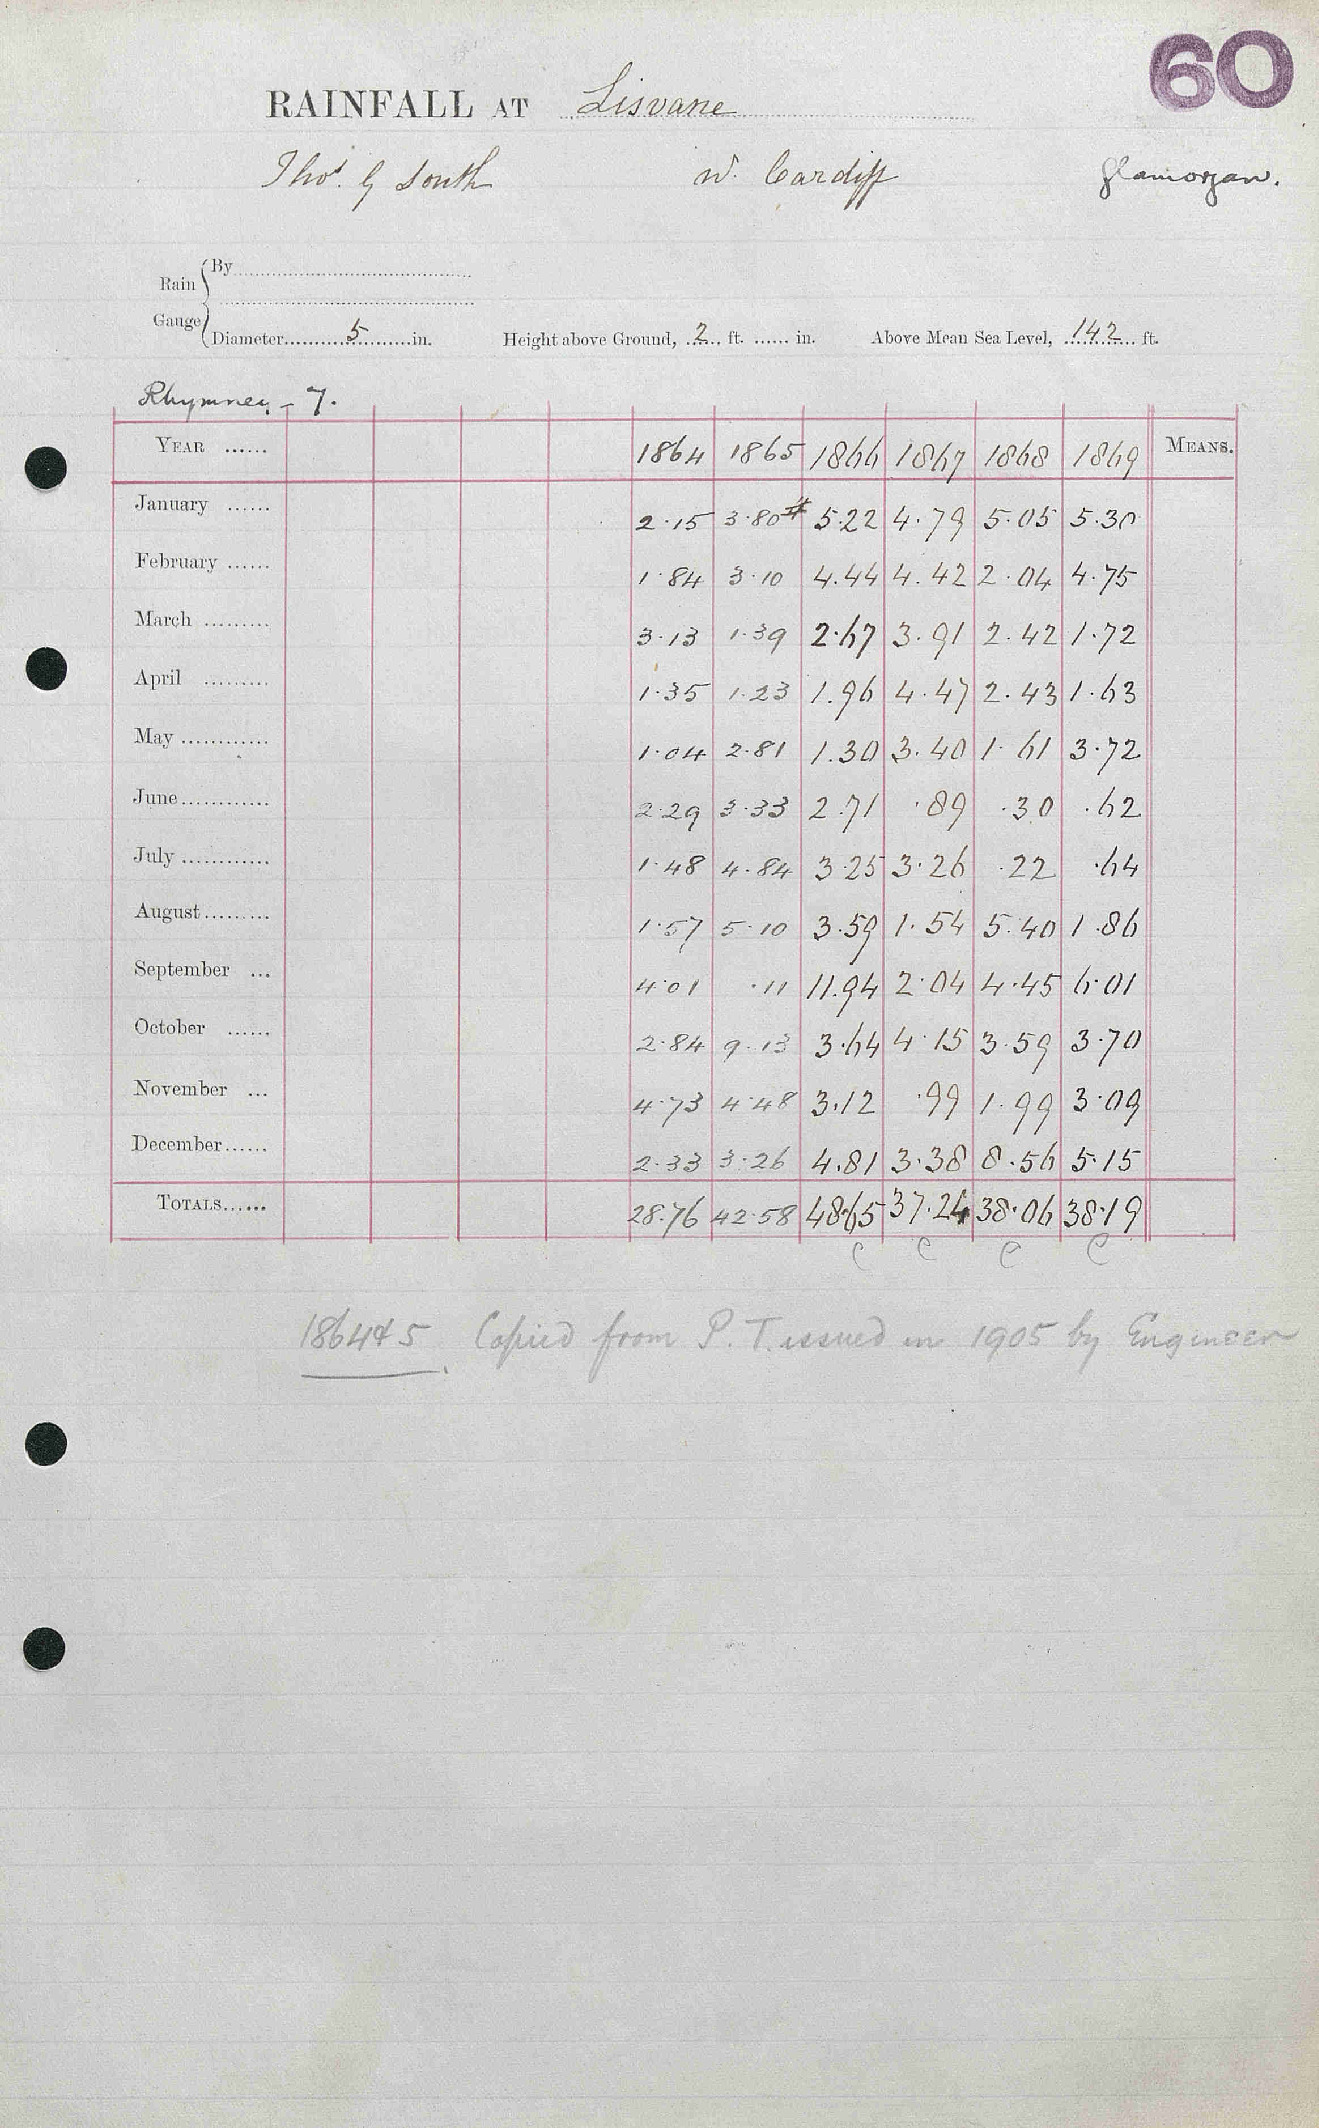 60
RAINFALL AT Lisvane
Thos. G South nr. Cardiff Glamorgan.
Rain Gauge { By
Diameter 5 in. Height above Ground, 2 ft. ...... in. Above Mean Sea Level, 142 ft.
Rhymney - 7.
YEAR ...... 1864 1865 1866 1867 1868 1869 MEANS.
January ...... 2.15 3.80# 5.22 4.79 5.05 5.30
February ...... 1.84 3.10 4.44 4.42 2.04 4.75
March ......... 3.13 1.39 2.67 3.91 2.42 1.72
April ......... 1.35 1.23 1.96 4.47 2.43 1.63
May ............ 1.04 2.81 1.30 3.40 1.61 3.72
June............ 2.29 3.33 2.71 .89 .30 .62
July ............ 1.48 4.84 3.25 3.26 .22 .64
August......... 1.57 5.10 3.59 1.54 5.40 1.86
September ... 4.01 .11 11.94 2.04 4.45 6.01
October ...... 2.84 9.13 3.64 4.15 3.59 3.70
November ... 4.73 4.48 3.12 .99 1.99 3.09
December...... 2.33 3.26 4.81 3.38 8.56 5.15
TOTALS...... 28.76 42.58 48.65 37.24 38.06 38.19
C C C C
1864 & 5. Copied from P. T. issued in 1905 by Engineer